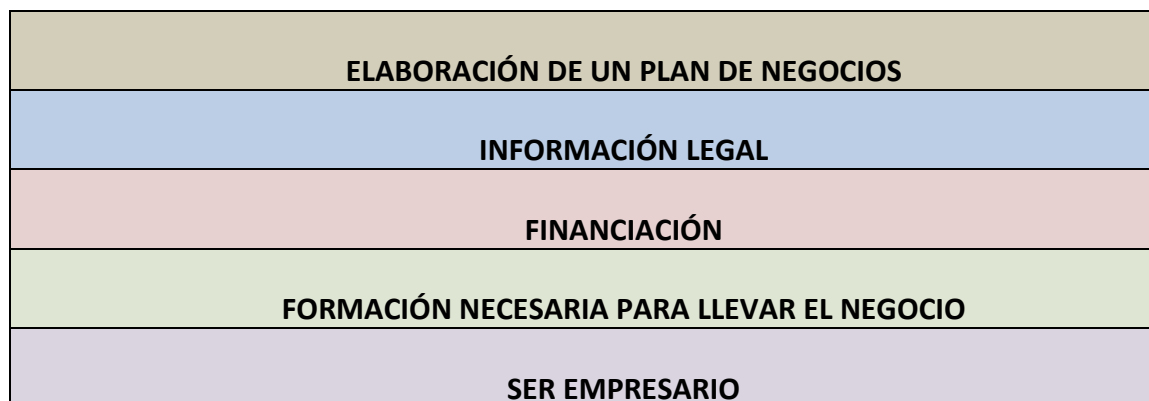 ELABORACIÓN DE UN PLAN DE NEGOCIOS
INFORMACIÓN LEGAL
FINANCIACIÓN
FORMACIÓN NECESARIA PARA LLEVAR EL NEGOCIO
SER EMPRESARIO